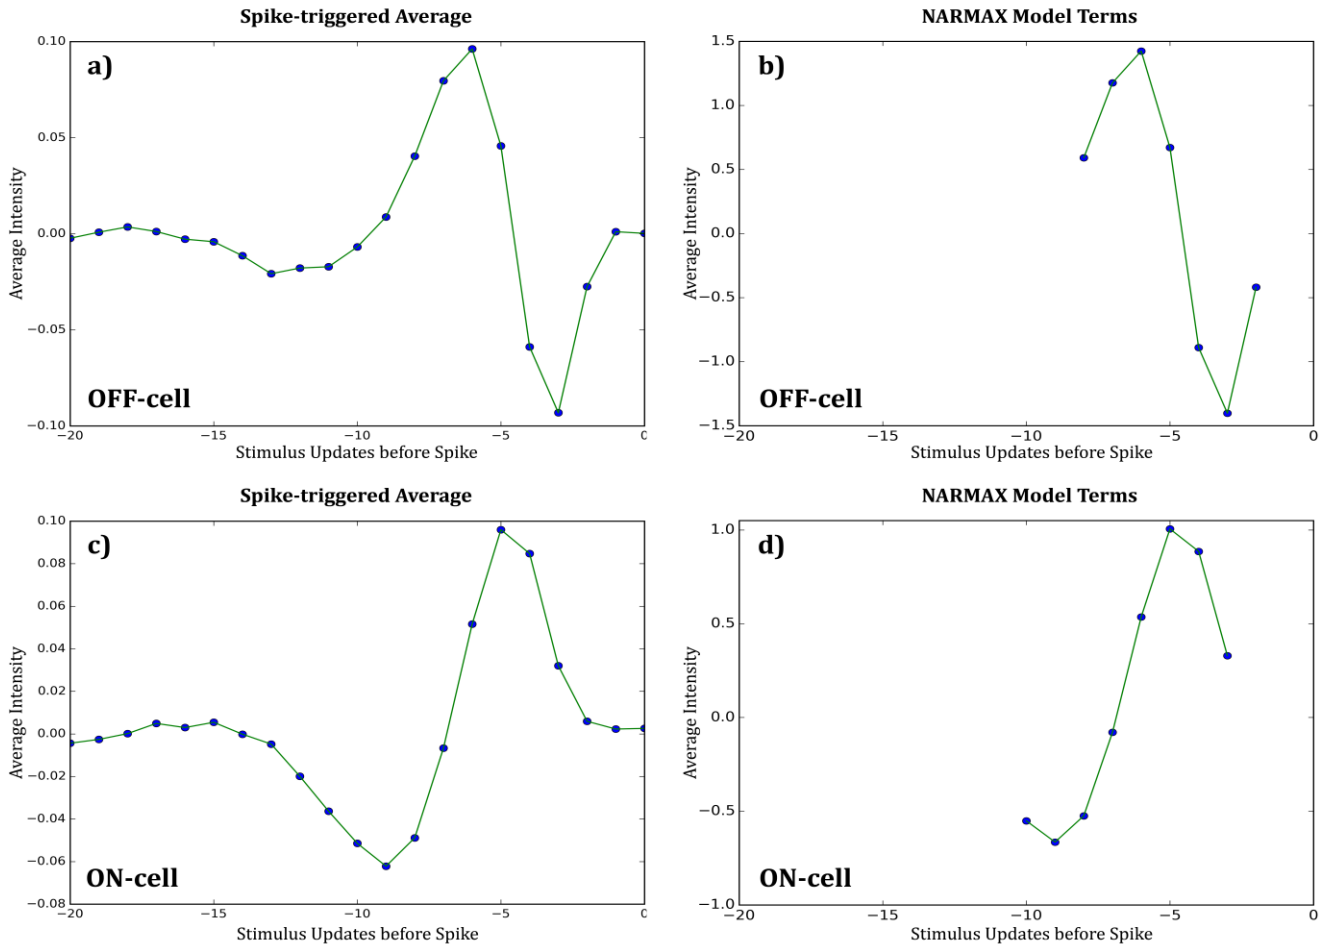 Spike-triggered Average
a)
0.10
0.05
0.00
−0.05
−0.10
Average Intensity
OFF-cell
−20 −15 −10 −5 0
Stimulus Updates before Spike
NARMAX Model Terms
b)
1.5
1.0
0.5
0.0
−0.5
−1.0
−1.5
Average Intensity
OFF-cell
−20 −15 −10 −5 0
Stimulus Updates before Spike
Spike-triggered Average
c)
0.10
0.08
0.06
0.04
0.02
0.00
−0.02
−0.04
−0.06
−0.08
Average Intensity
ON-cell
−20 −15 −10 −5 0
Stimulus Updates before Spike
NARMAX Model Terms
d)
1.0
0.5
0.0
−0.5
−1.0
Average Intensity
ON-cell
−20 −15 −10 −5 0
Stimulus Updates before Spike